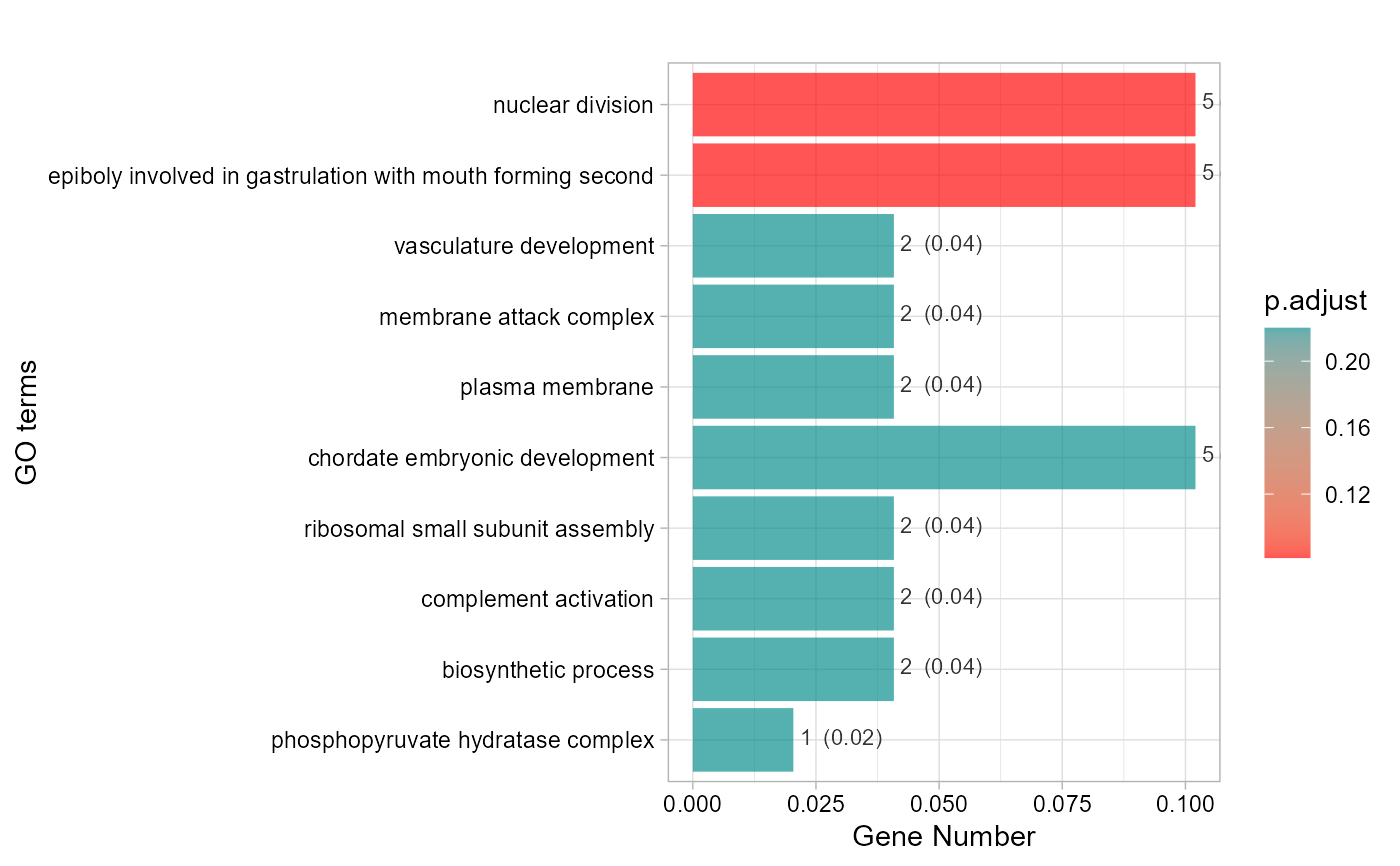 nuclear division
5
epiboly involved in gastrulation with mouth forming second
5
vasculature development
2 (0.04)
membrane attack complex
2 (0.04)
plasma membrane
2 (0.04)
chordate embryonic development
5
ribosomal small subunit assembly
2 (0.04)
complement activation
2 (0.04)
biosynthetic process
2 (0.04)
phosphopyruvate hydratase complex
1 (0.02)
0.000 0.025 0.050 0.075 0.100
Gene Number
GO terms
p.adjust
0.20
0.16
0.12